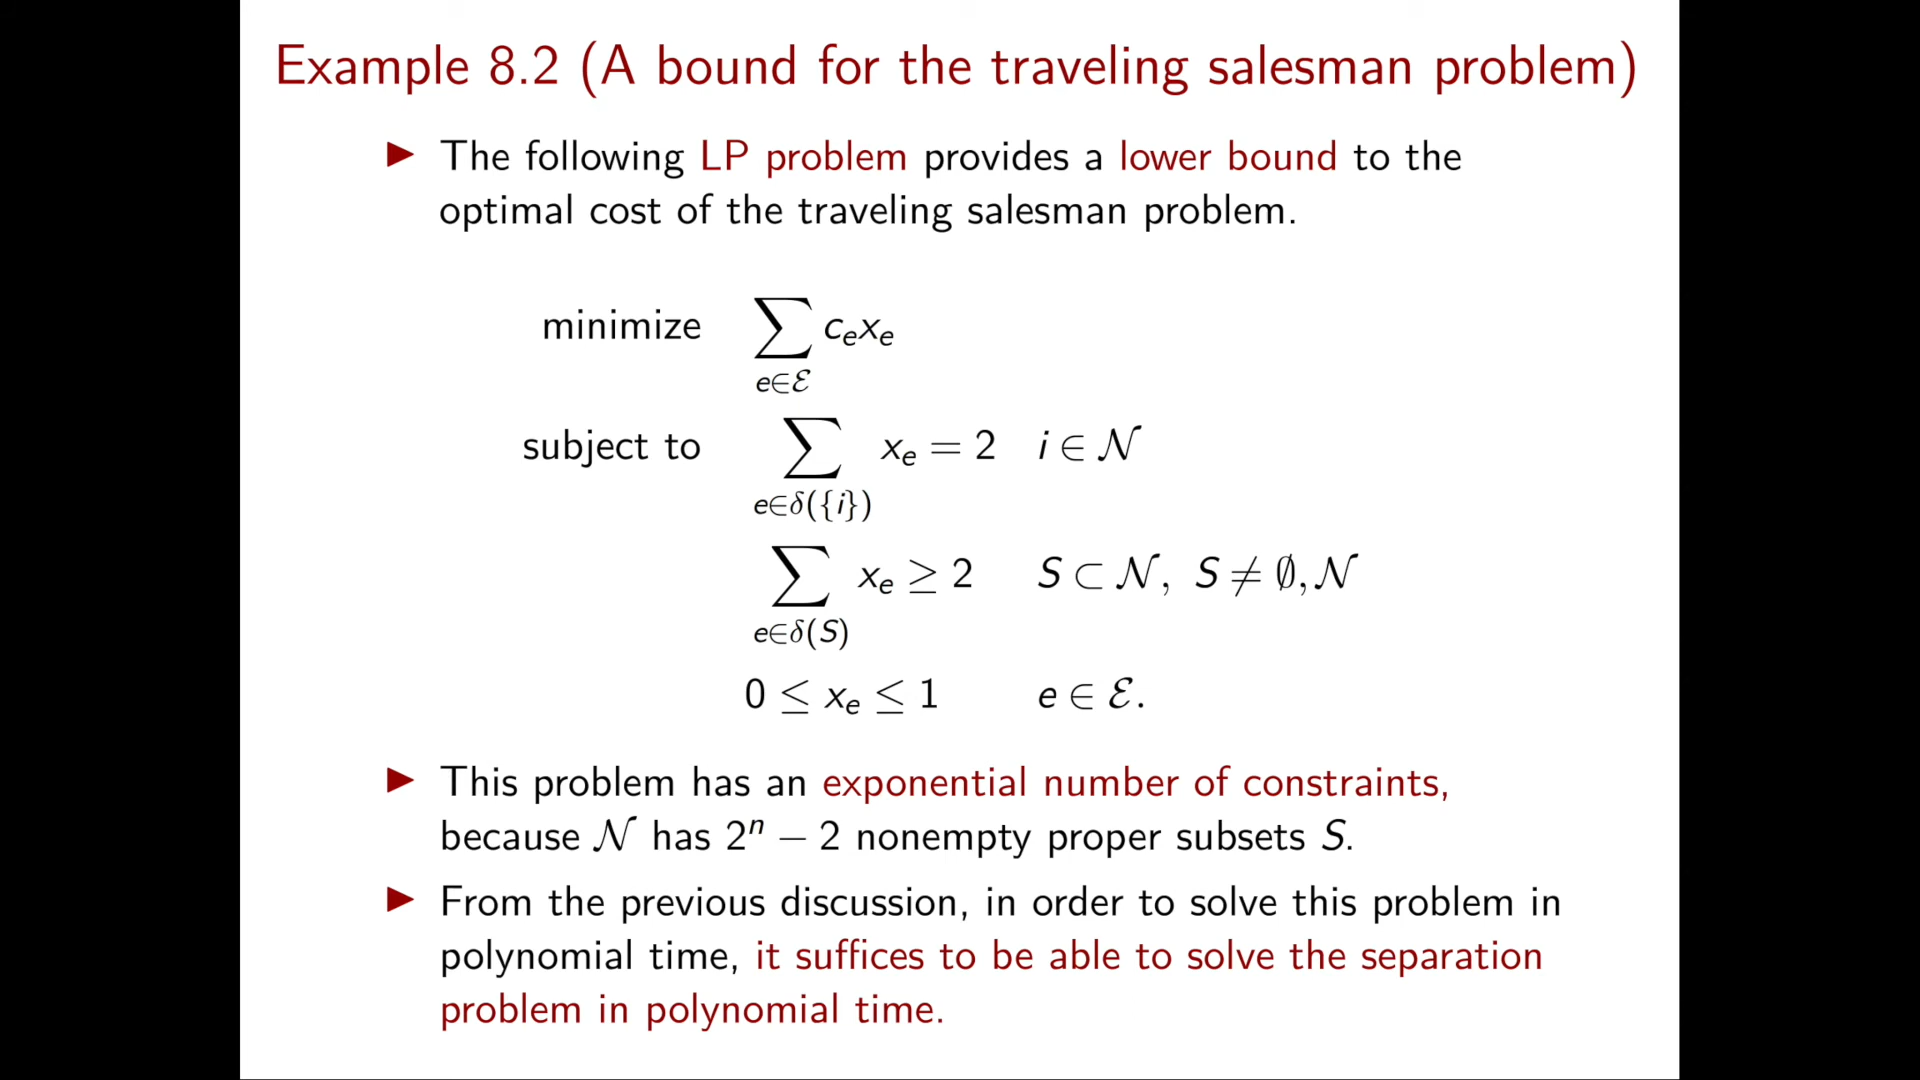 Example 8.2 (A bound for the traveling salesman problem)
▶ The following LP problem provides a lower bound to the
optimal cost of the traveling salesman problem.
minimize ∑_{e∈ℰ} c_e x_e
subject to ∑_{e∈δ({i})} x_e = 2 i ∈ 𝒩
∑_{e∈δ(S)} x_e ≥ 2 S ⊂ 𝒩, S ≠ ∅, 𝒩
0 ≤ x_e ≤ 1 e ∈ ℰ.
▶ This problem has an exponential number of constraints,
because 𝒩 has 2^n − 2 nonempty proper subsets S.
▶ From the previous discussion, in order to solve this problem in
polynomial time, it suffices to be able to solve the separation
problem in polynomial time.